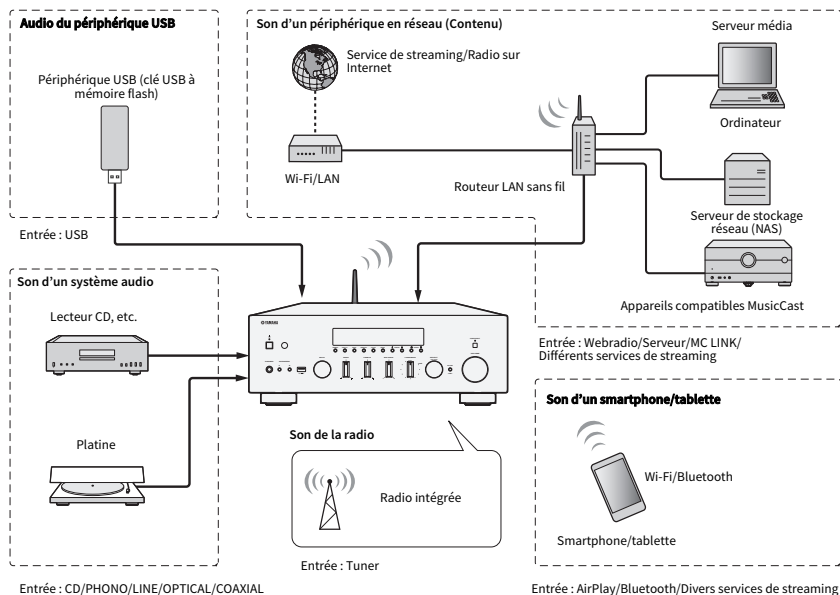 Audio du périphérique USB
Périphérique USB (clé USB à
mémoire flash)
Entrée : USB
Son d'un périphérique en réseau (Contenu)
Service de streaming/Radio sur
Internet
Wi-Fi/LAN
Routeur LAN sans fil
Serveur média
Ordinateur
Serveur de stockage
réseau (NAS)
Appareils compatibles MusicCast
Entrée : Webradio/Serveur/MC LINK/
Différents services de streaming
Son d'un système audio
Lecteur CD, etc.
Platine
Entrée : CD/PHONO/LINE/OPTICAL/COAXIAL
YAMAHA
Son de la radio
Radio intégrée
Entrée : Tuner
Son d'un smartphone/tablette
Wi-Fi/Bluetooth
Smartphone/tablette
Entrée : AirPlay/Bluetooth/Divers services de streaming